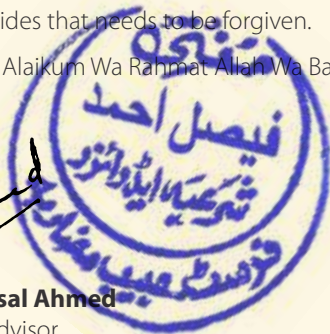 ides that needs to be forgiven.
Alaikum Wa Rahmat Allah Wa Ba
فیصل احمد
شریعہ ایڈوائزر
فرسٹ حبیب مضاربہ
sal Ahmed
dvisor